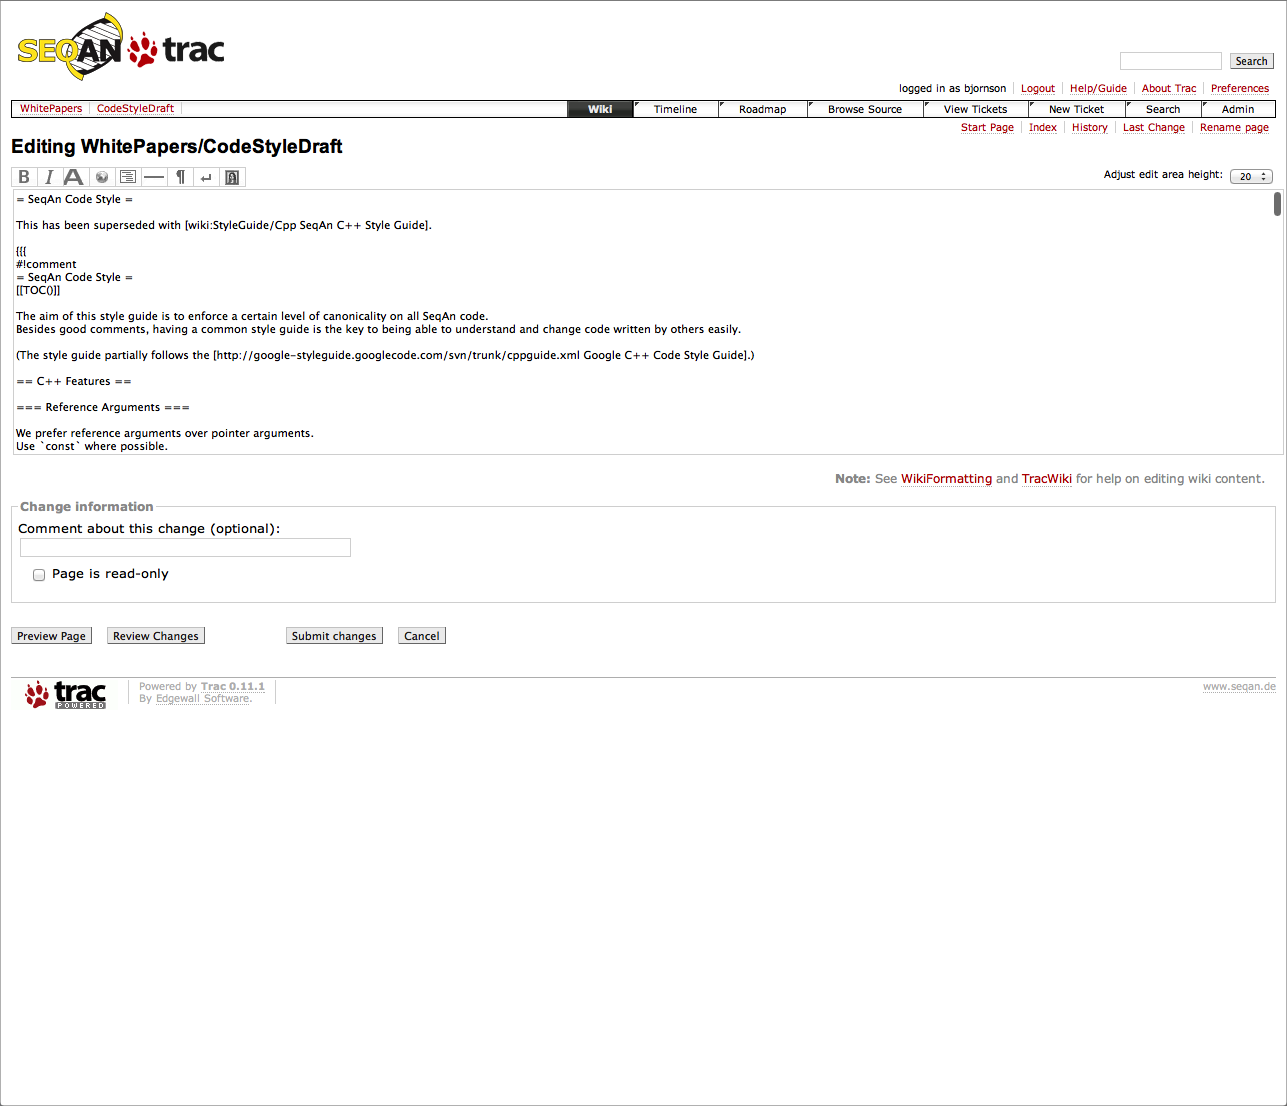 SEQAN trac
Search
logged in as bjornson Logout Help/Guide About Trac Preferences
WhitePapers CodeStyleDraft Wiki Timeline Roadmap Browse Source View Tickets New Ticket Search Admin
Start Page Index History Last Change Rename page
Editing WhitePapers/CodeStyleDraft
B I A ¶ Adjust edit area height: 20
= SeqAn Code Style =
This has been superseded with [wiki:StyleGuide/Cpp SeqAn C++ Style Guide].
{{{
#!comment
= SeqAn Code Style =
[[TOC()]]
The aim of this style guide is to enforce a certain level of canonicality on all SeqAn code.
Besides good comments, having a common style guide is the key to being able to understand and change code written by others easily.
(The style guide partially follows the [http://google-styleguide.googlecode.com/svn/trunk/cppguide.xml Google C++ Code Style Guide].)
== C++ Features ==
=== Reference Arguments ===
We prefer reference arguments over pointer arguments.
Use `const` where possible.
Note: See WikiFormatting and TracWiki for help on editing wiki content.
Change information
Comment about this change (optional):
Page is read-only
Preview Page Review Changes Submit changes Cancel
trac POWERED
Powered by Trac 0.11.1
By Edgewall Software.
www.seqan.de